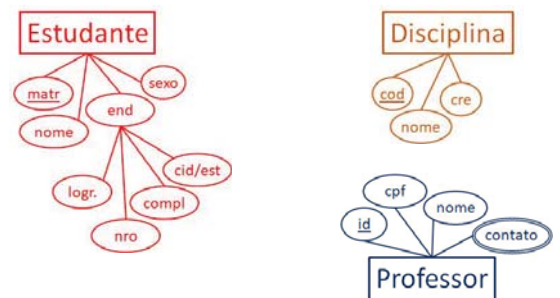 Estudante
matr
nome
end
sexo
logr.
nro
compl
cid/est
Disciplina
cod
nome
cre
id
cpf
nome
contato
Professor